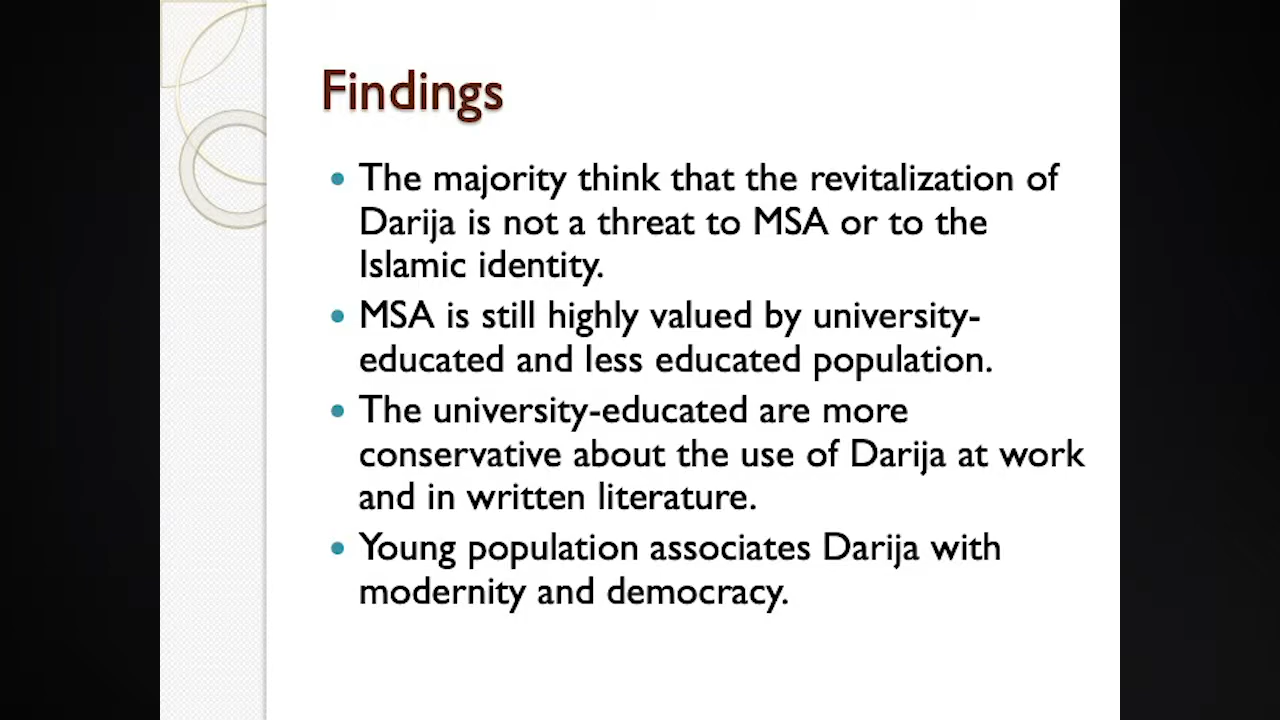 Findings
• The majority think that the revitalization of
Darija is not a threat to MSA or to the
Islamic identity.
• MSA is still highly valued by university-
educated and less educated population.
• The university-educated are more
conservative about the use of Darija at work
and in written literature.
• Young population associates Darija with
modernity and democracy.